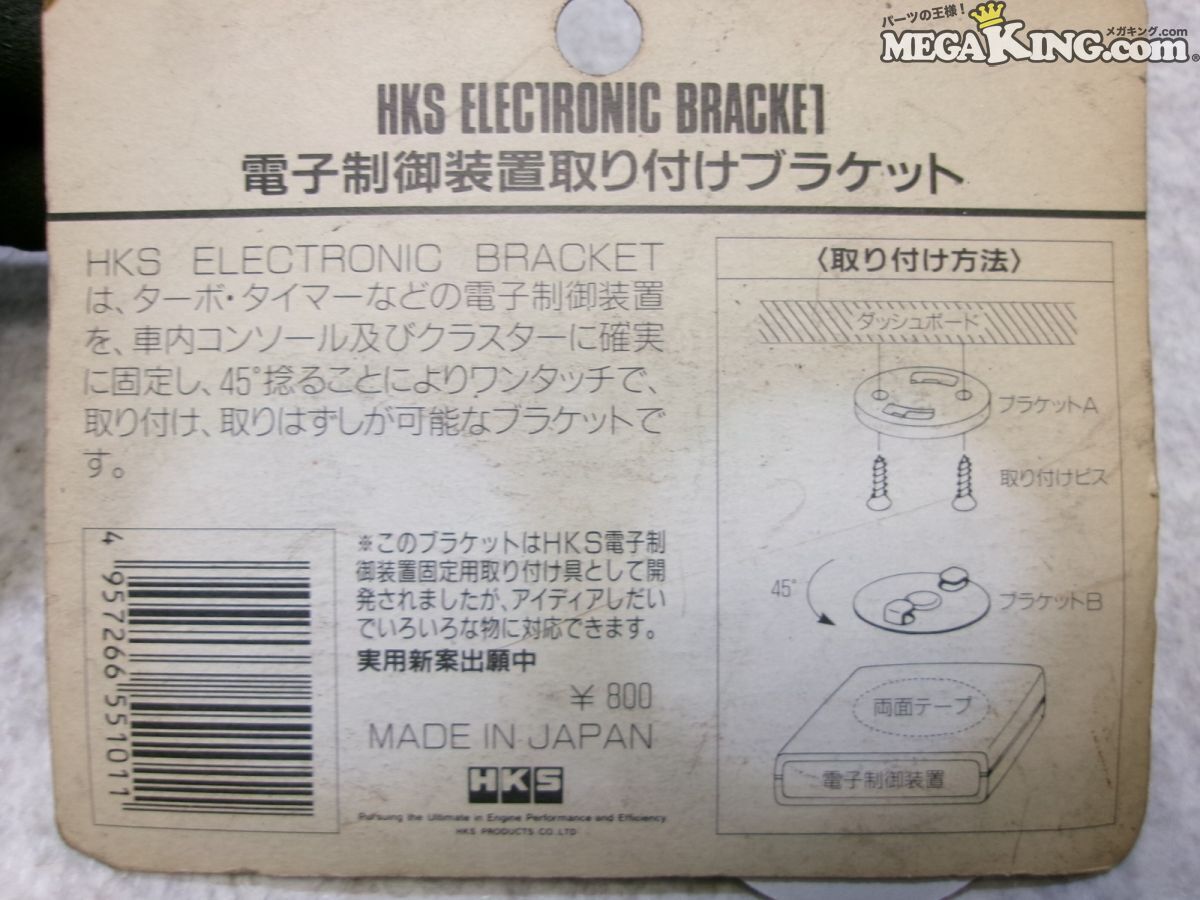 パーツの王様！
メガキング.com
MEGAKING.com®
HKS ELECTRONIC BRACKET
電子制御装置取り付けブラケット
HKS ELECTRONIC BRACKET
は、ターボ・タイマーなどの電子制御装置
を、車内コンソール及びクラスターに確実
に固定し、45°捻ることによりワンタッチで、
取り付け、取りはずしが可能なブラケットで
す。
※このブラケットはHKS電子制
御装置固定用取り付け具として開
発されましたが、アイディアしだい
でいろいろな物に対応できます。
実用新案出願中
¥ 800
MADE IN JAPAN
HKS
Pursuing the Ultimate in Engine Performance and Efficiency
HKS PRODUCTS CO.,LTD
4 957266 551011
〈取り付け方法〉
ダッシュボード
ブラケットA
取り付けビス
45°
ブラケットB
両面テープ
電子制御装置